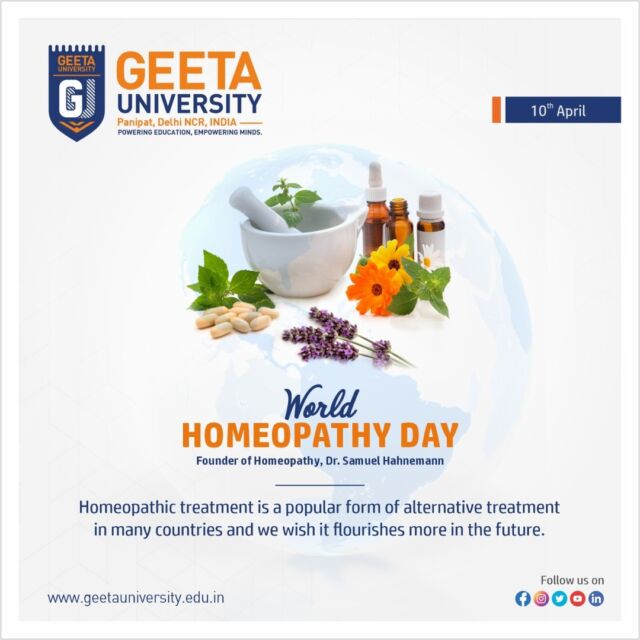 GEETA
UNIVERSITY
GU
GEETA
UNIVERSITY
Panipat, Delhi NCR, INDIA
POWERING EDUCATION, EMPOWERING MINDS.
10th April
World
HOMEOPATHY DAY
Founder of Homeopathy, Dr. Samuel Hahnemann
Homeopathic treatment is a popular form of alternative treatment
in many countries and we wish it flourishes more in the future.
Follow us on
www.geetauniversity.edu.in